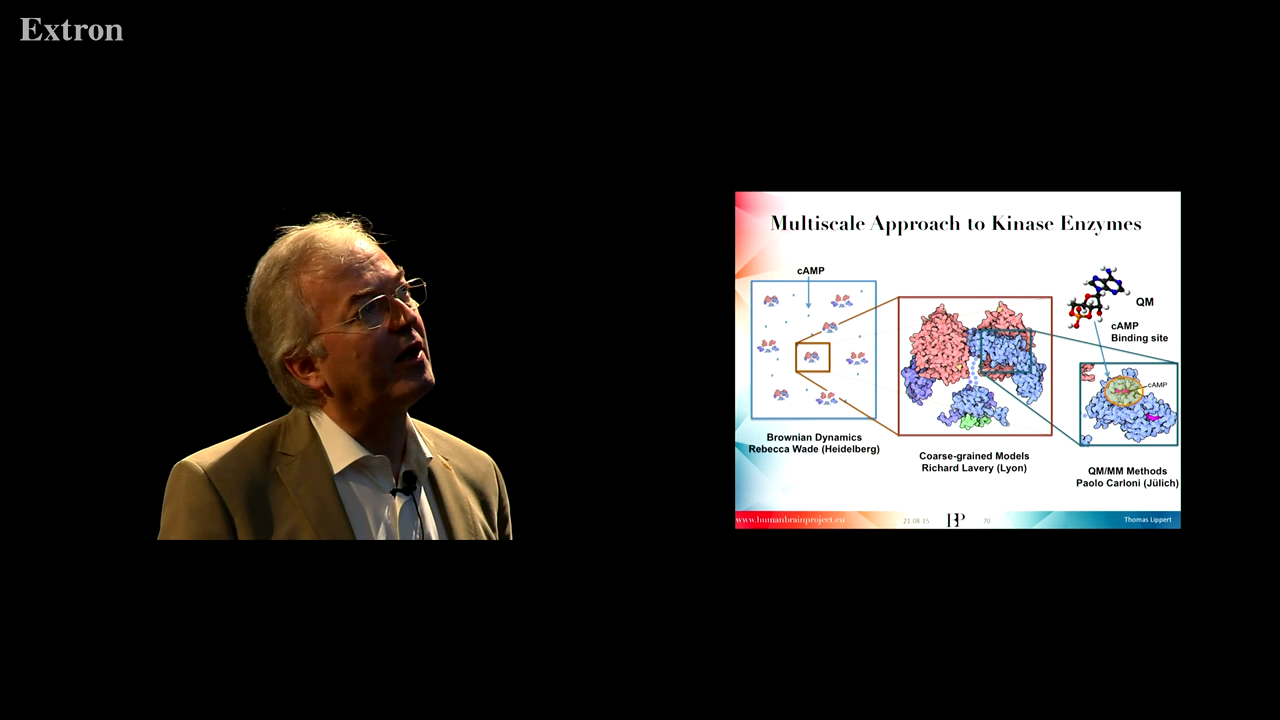 Extron
Multiscale Approach to Kinase Enzymes
cAMP
QM
cAMP
Binding site
cAMP
Brownian Dynamics
Rebecca Wade (Heidelberg)
Coarse-grained Models
Richard Lavery (Lyon)
QM/MM Methods
Paolo Carloni (Jülich)
www.humanbrainproject.eu
21.08.15
HBP
70
Thomas Lippert